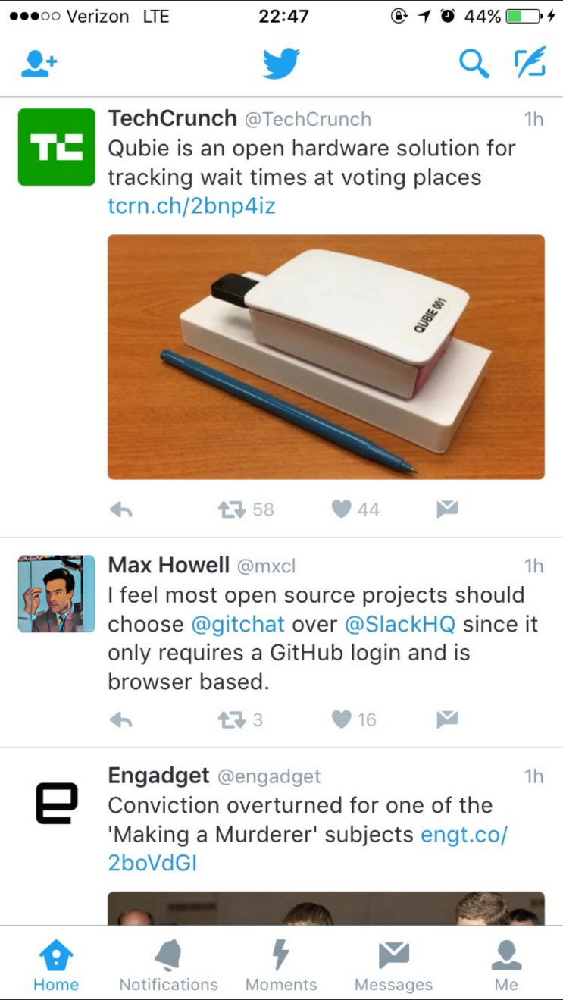 Verizon LTE 22:47 44%
TechCrunch @TechCrunch 1h
TC
Qubie is an open hardware solution for
tracking wait times at voting places
tcrn.ch/2bnp4iz
QUBIE 001
58 44
Max Howell @mxcl 1h
I feel most open source projects should
choose @gitchat over @SlackHQ since it
only requires a GitHub login and is
browser based.
3 16
Engadget @engadget 1h
e
Conviction overturned for one of the
'Making a Murderer' subjects engt.co/
2boVdGI
Home Notifications Moments Messages Me